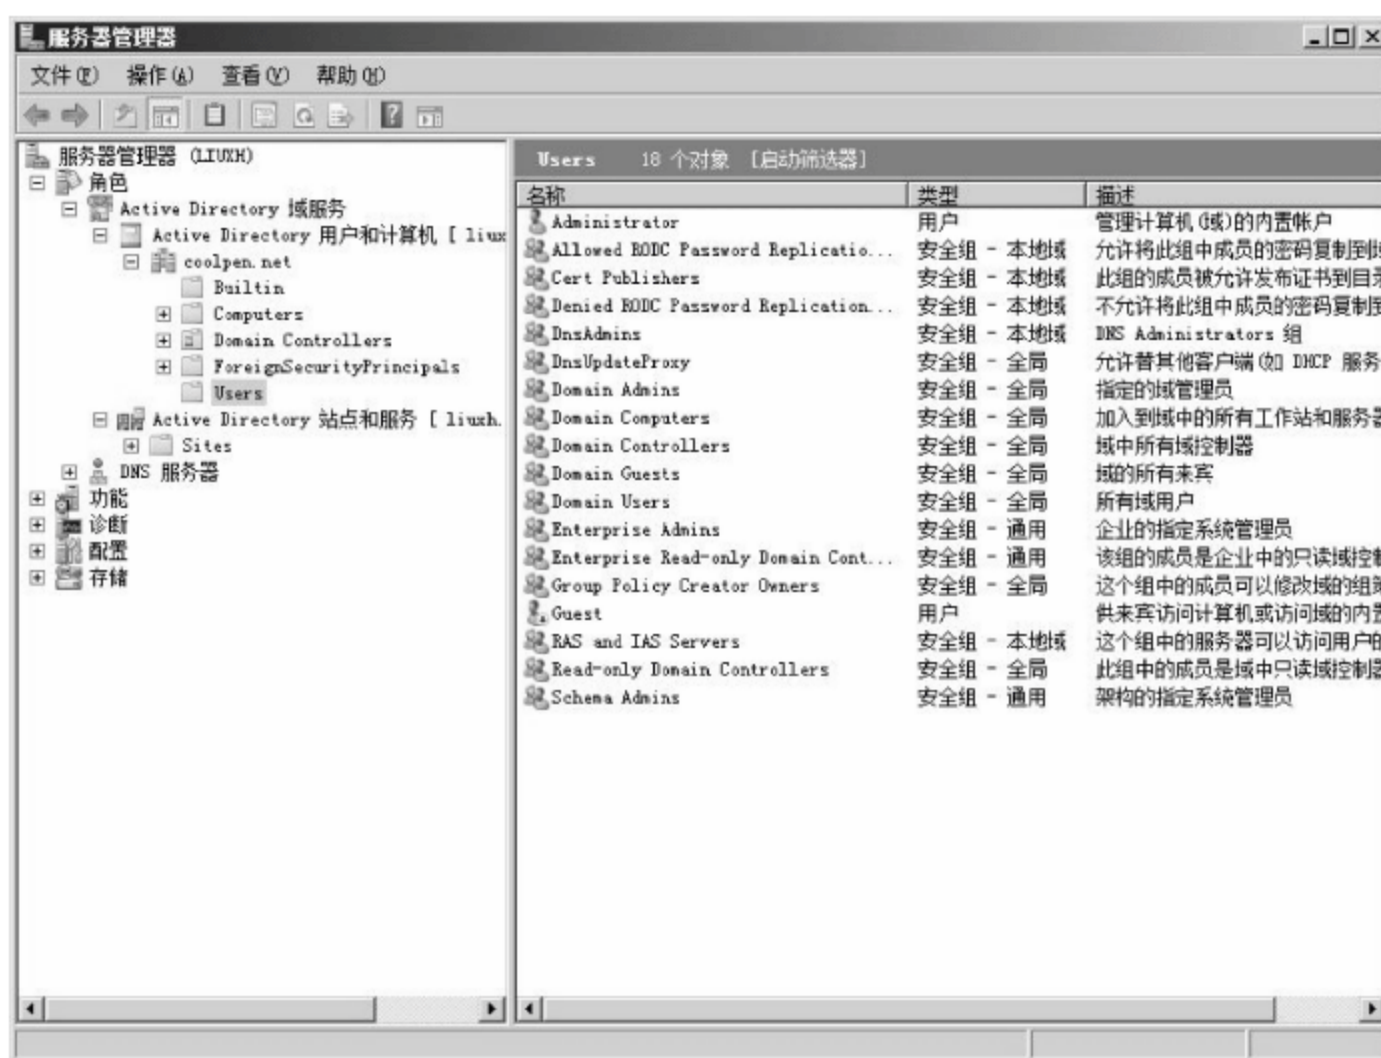 服务器管理器
文件(F) 操作(A) 查看(V) 帮助(H)
服务器管理器 (LIUXH)
角色
Active Directory 域服务
Active Directory 用户和计算机 [ liux
coolpen.net
Builtin
Computers
Domain Controllers
ForeignSecurityPrincipals
Users
Active Directory 站点和服务 [ liuxh.
Sites
DNS 服务器
功能
诊断
配置
存储
Users 18 个对象 [启动筛选器]
名称 类型 描述
Administrator 用户 管理计算机(域)的内置帐户
Allowed RODC Password Replicatio... 安全组 - 本地域 允许将此组中成员的密码复制到域
Cert Publishers 安全组 - 本地域 此组的成员被允许发布证书到目录
Denied RODC Password Replication... 安全组 - 本地域 不允许将此组中成员的密码复制到
DnsAdmins 安全组 - 本地域 DNS Administrators 组
DnsUpdateProxy 安全组 - 全局 允许替其他客户端(如 DHCP 服务
Domain Admins 安全组 - 全局 指定的域管理员
Domain Computers 安全组 - 全局 加入到域中的所有工作站和服务器
Domain Controllers 安全组 - 全局 域中所有域控制器
Domain Guests 安全组 - 全局 域的所有来宾
Domain Users 安全组 - 全局 所有域用户
Enterprise Admins 安全组 - 通用 企业的指定系统管理员
Enterprise Read-only Domain Cont... 安全组 - 通用 该组的成员是企业中的只读域控制
Group Policy Creator Owners 安全组 - 全局 这个组中的成员可以修改域的组策
Guest 用户 供来宾访问计算机或访问域的内置
RAS and IAS Servers 安全组 - 本地域 这个组中的服务器可以访问用户的
Read-only Domain Controllers 安全组 - 全局 此组中的成员是域中只读域控制器
Schema Admins 安全组 - 通用 架构的指定系统管理员